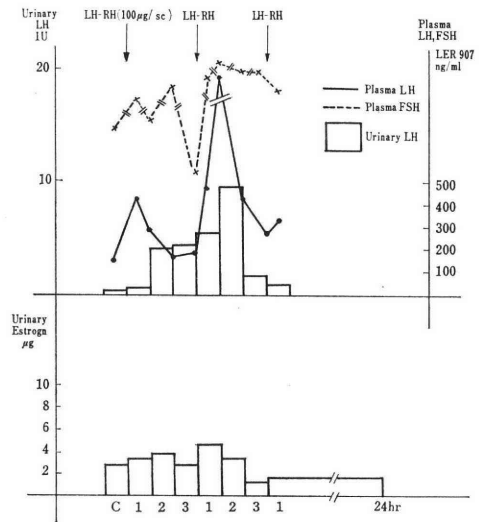 Urinary
LH
IU
LH-RH(100μg/sc)
LH-RH
LH-RH
Plasma
LH,FSH
LER 907
ng/ml
20
10
Plasma LH
Plasma FSH
Urinary LH
500
400
300
200
100
Urinary
Estrogn
μg
10
8
6
4
2
C 1 2 3 1 2 3 1 24hr